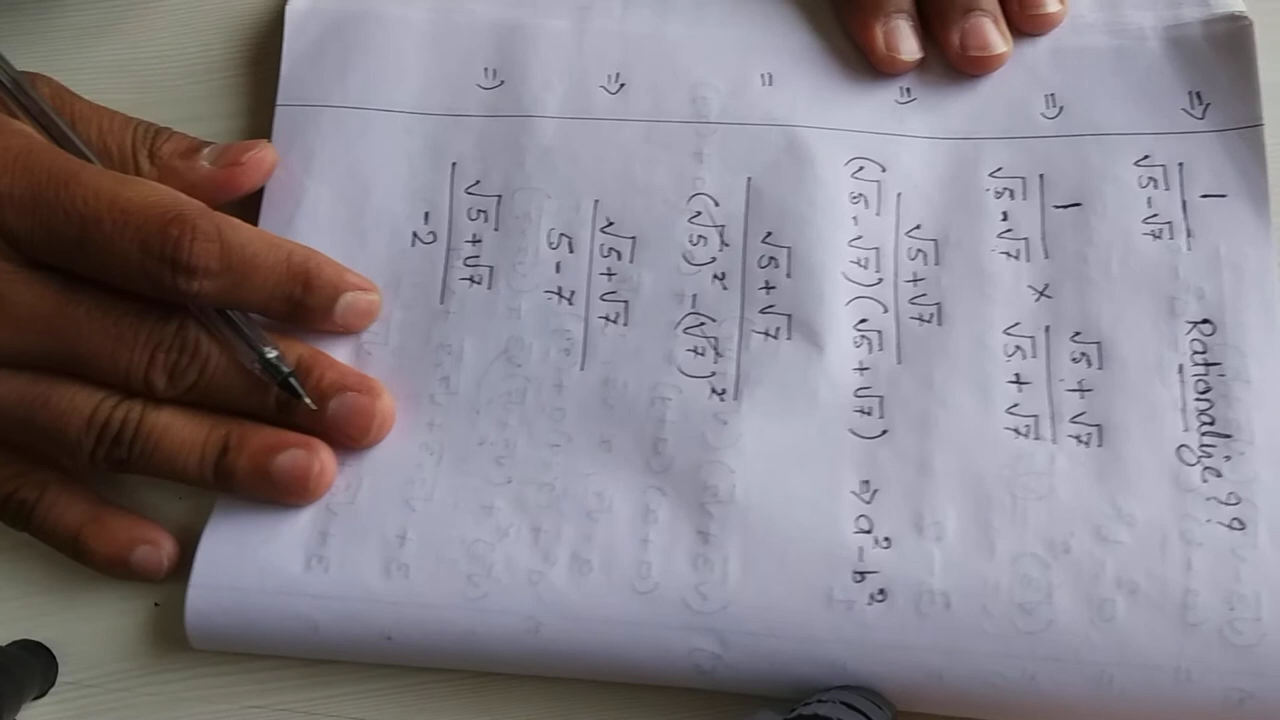 ⇒ 1/(√5-√7) Rationalize ??
⇒ 1/(√5-√7) × (√5+√7)/(√5+√7)
⇒ (√5+√7)/((√5-√7)(√5+√7)) ⇒ a²-b²
= (√5+√7)/((√5)²-(√7)²)
⇒ (√5+√7)/(5-7)
⇒ (√5+√7)/-2